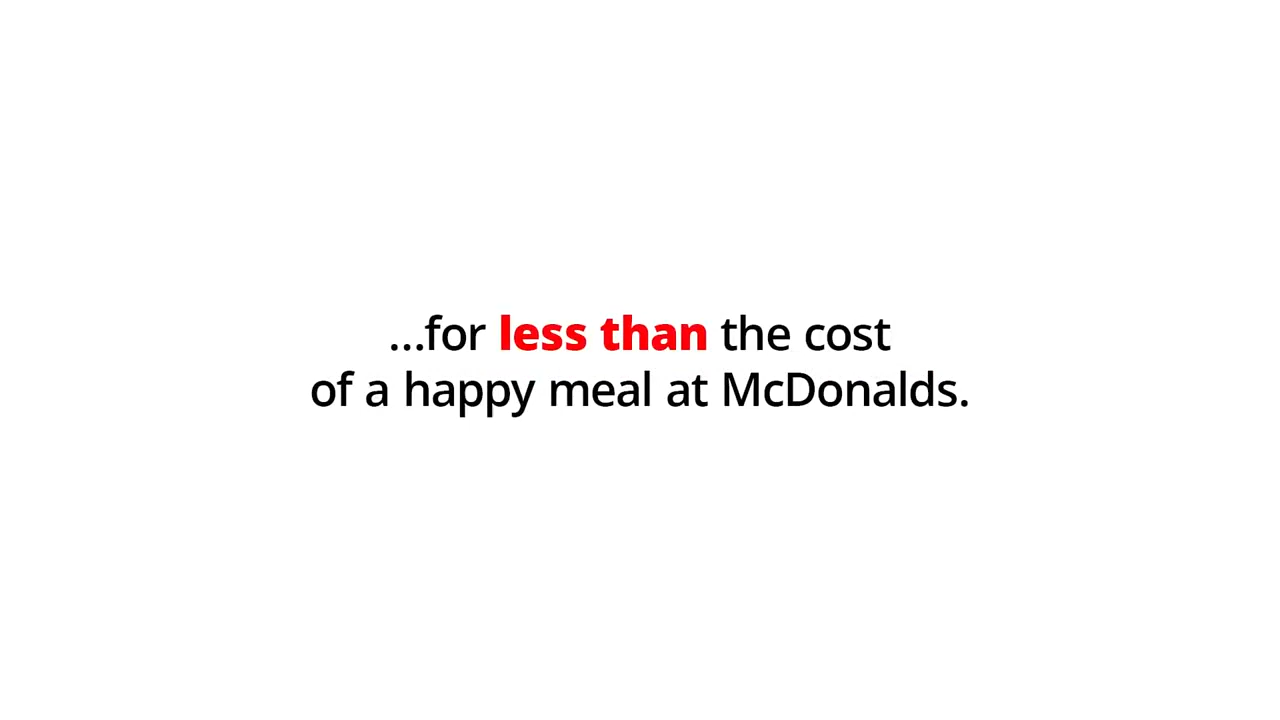 ...for less than the cost
of a happy meal at McDonalds.